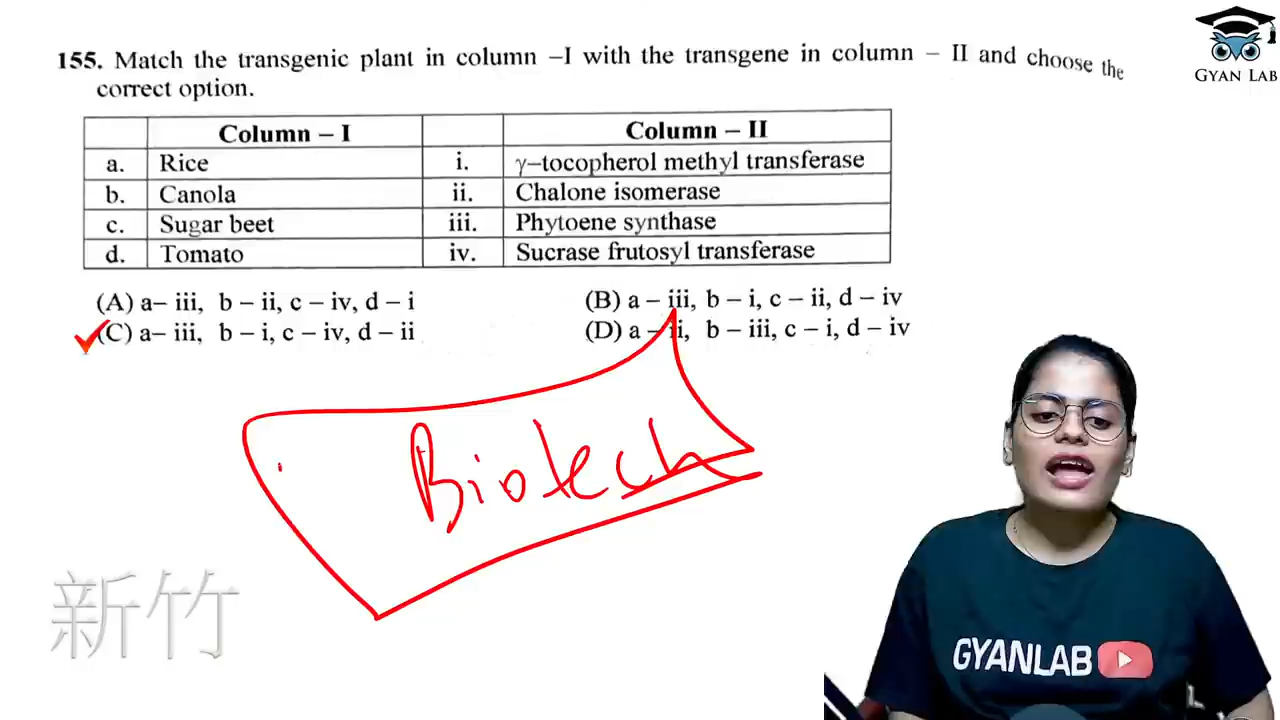 GYAN LAB
155. Match the transgenic plant in column –I with the transgene in column – II and choose the
correct option.
Column – I Column – II
a. Rice i. γ–tocopherol methyl transferase
b. Canola ii. Chalone isomerase
c. Sugar beet iii. Phytoene synthase
d. Tomato iv. Sucrase frutosyl transferase
(A) a– iii, b – ii, c – iv, d – i (B) a – iii, b – i, c – ii, d – iv
(C) a– iii, b – i, c – iv, d – ii (D) a – ii, b – iii, c – i, d – iv
Biotech
新竹
GYANLAB